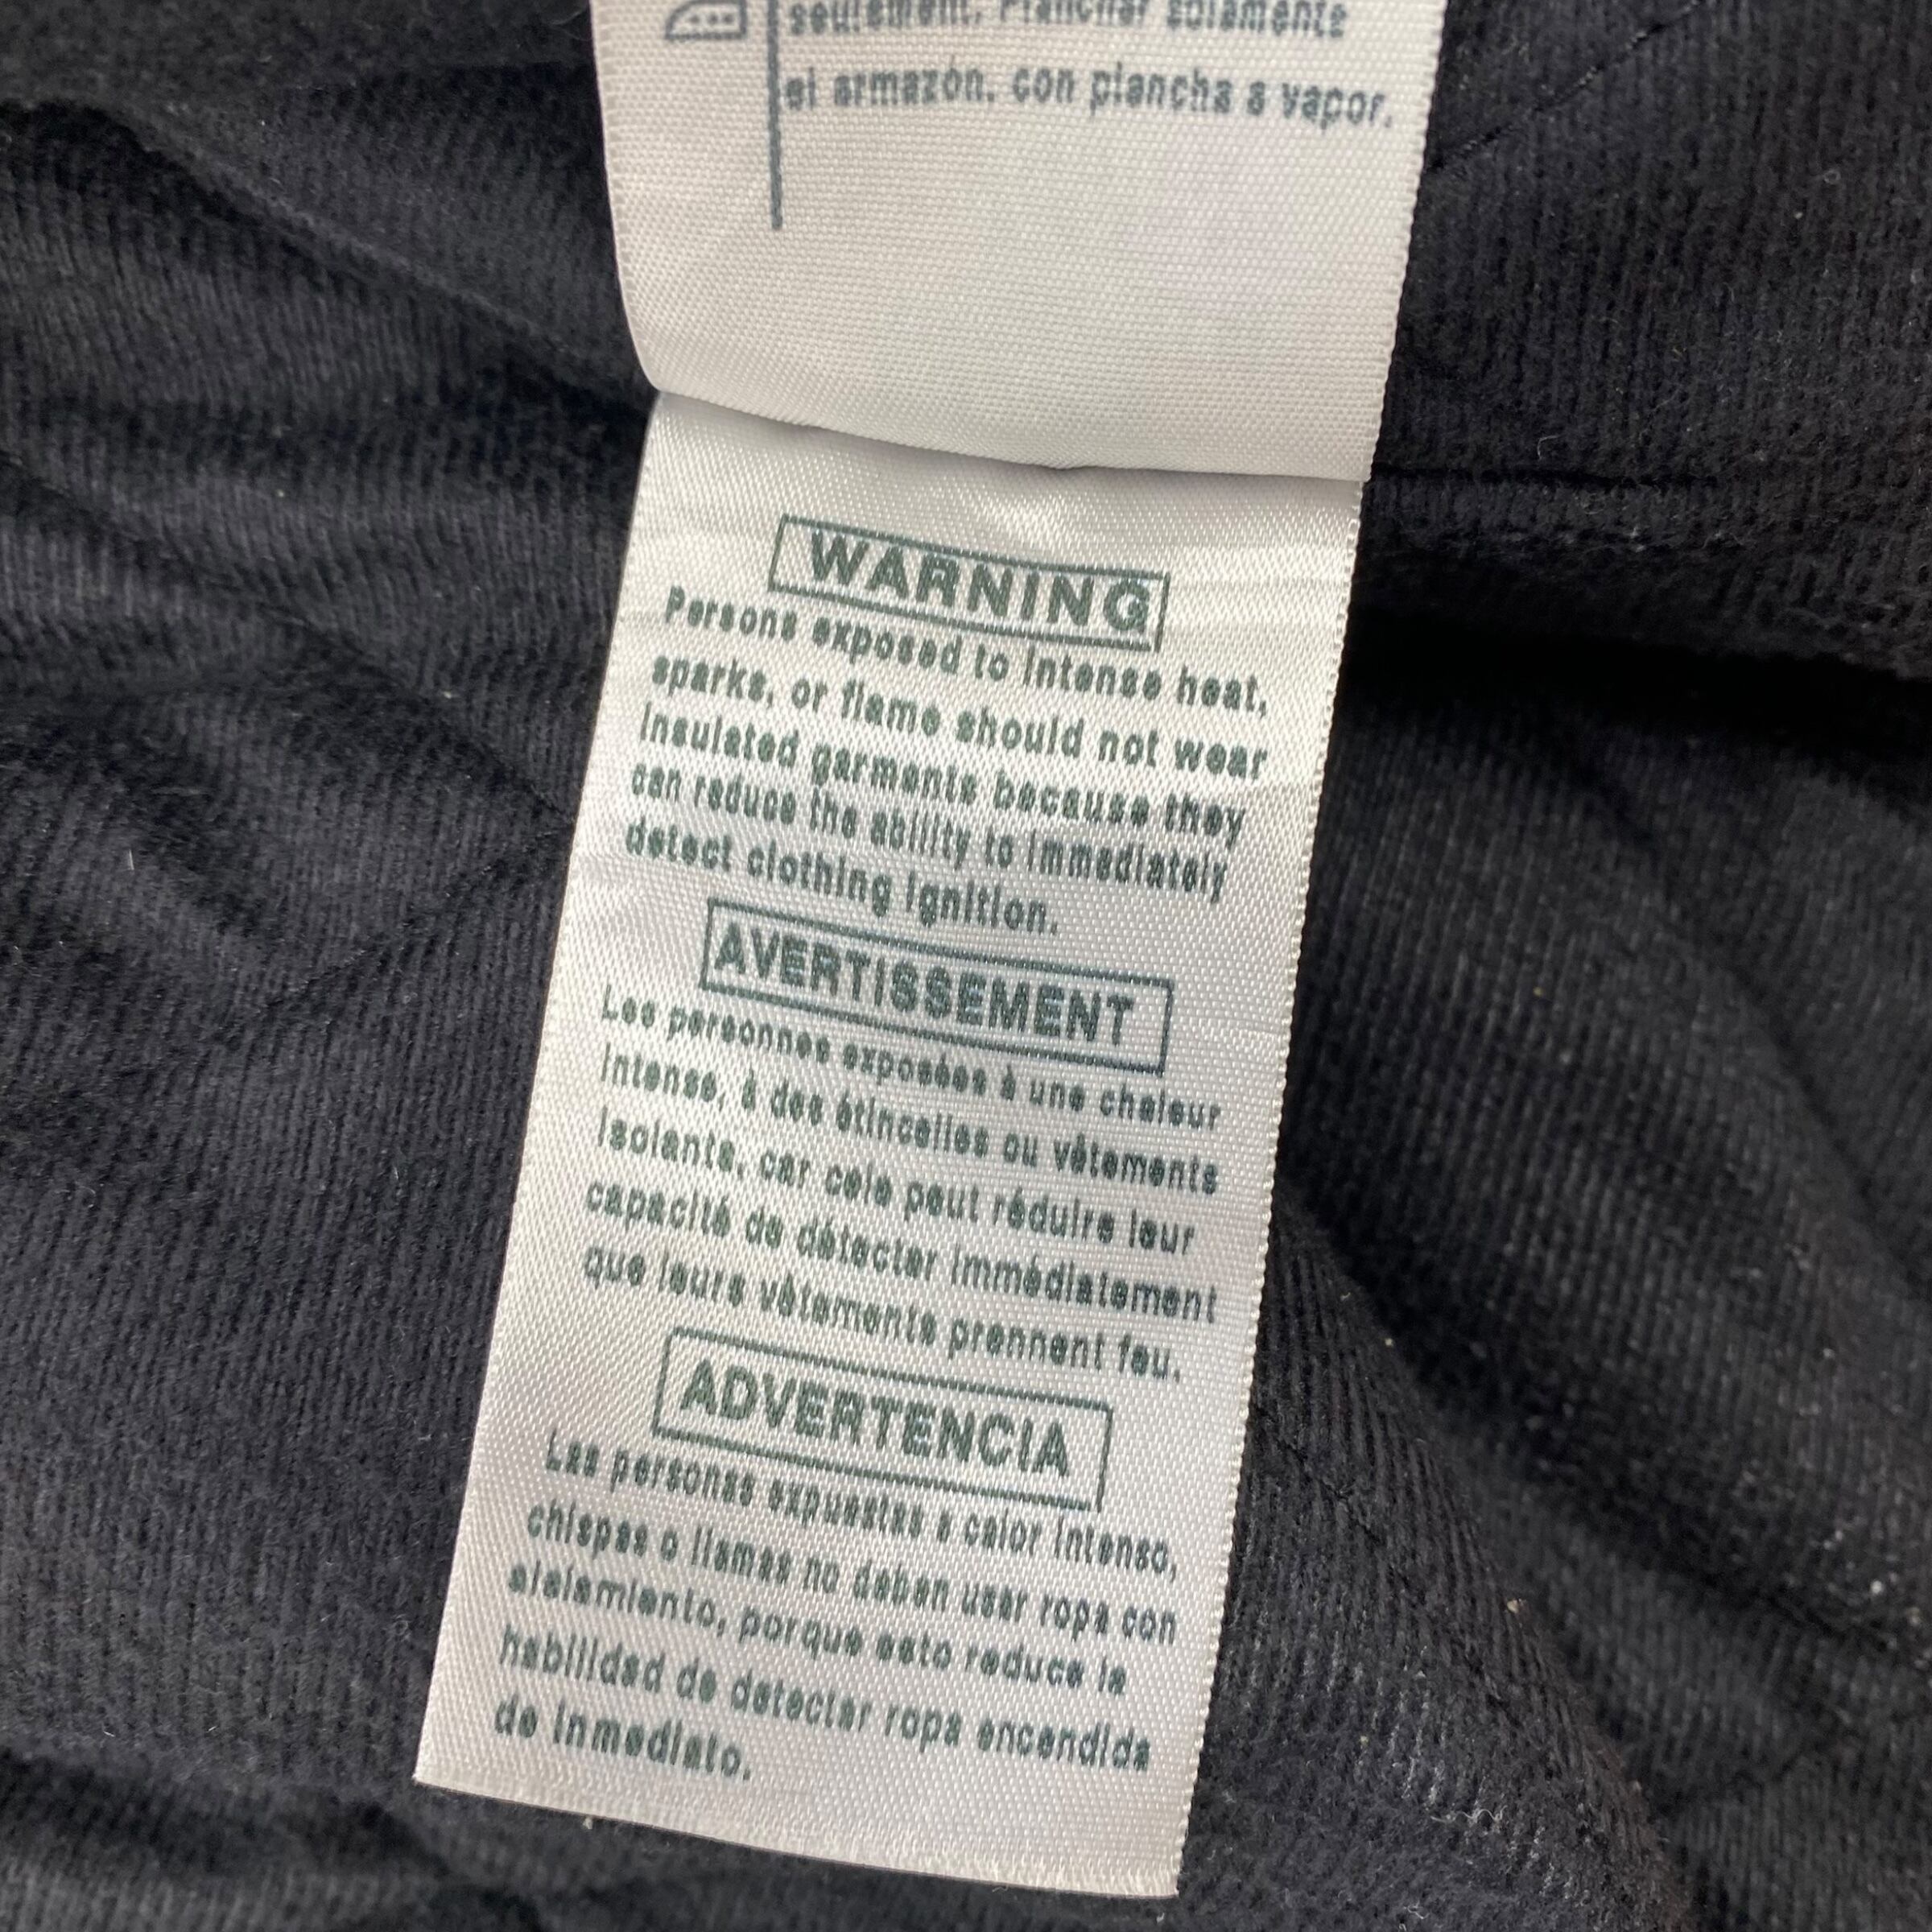 seulement. Planchar solamente
el armazón, con plancha a vapor.
WARNING
Persons exposed to intense heat,
sparks, or flame should not wear
insulated garments because they
can reduce the ability to immediately
detect clothing ignition.
AVERTISSEMENT
Les personnes exposées à une chaleur
intense, à des étincelles ou vêtements
isolants, car cela peut réduire leur
capacité de détecter immédiatement
que leurs vêtements prennent feu.
ADVERTENCIA
Las personas expuestas a calor intenso,
chispas o llamas no deben usar ropa con
aislamiento, porque esto reduce la
habilidad de detectar ropa encendida
de inmediato.